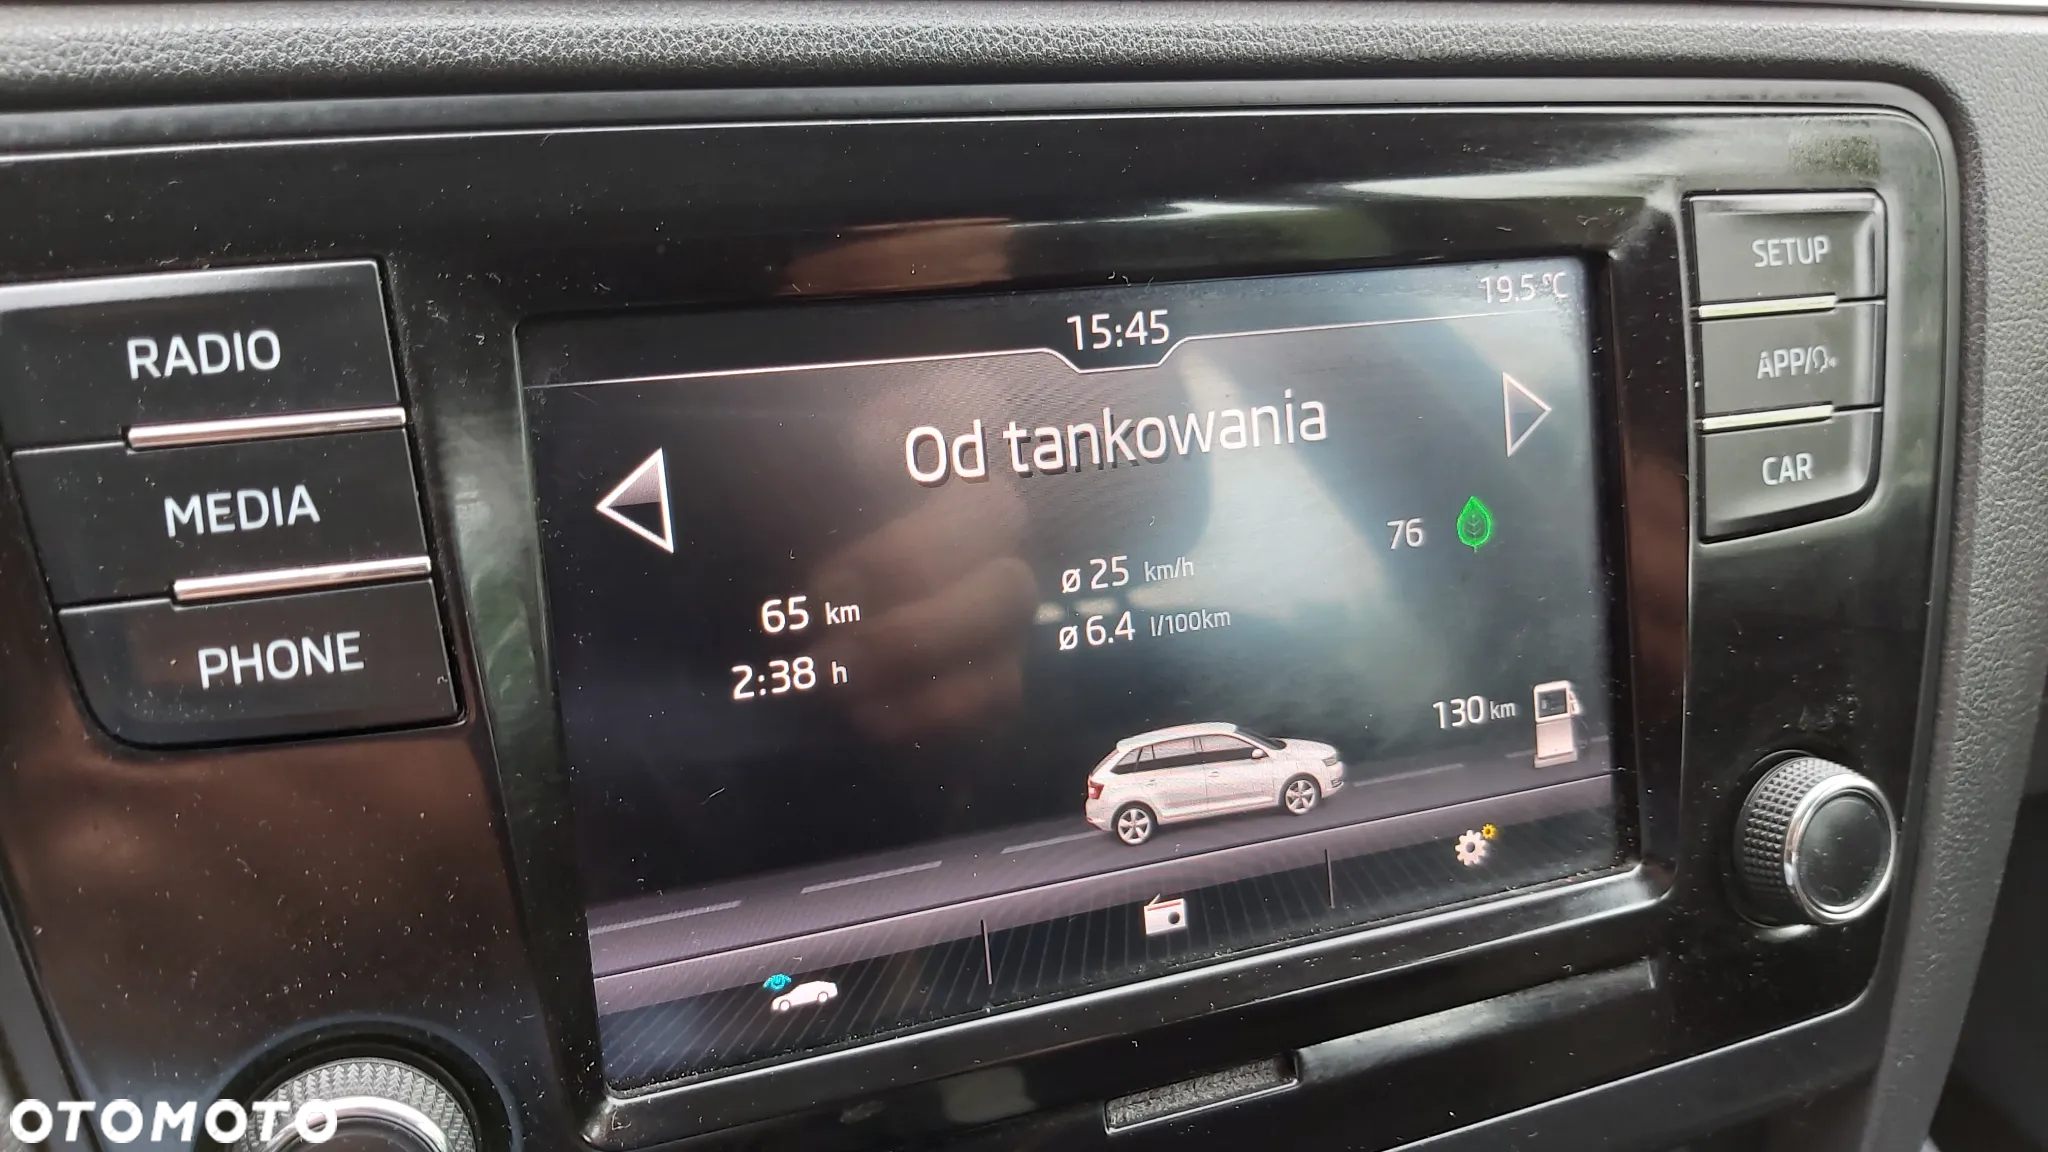 RADIO
MEDIA
PHONE
15:45
19.5 °C
Od tankowania
76
ø 25 km/h
65 km
ø 6.4 l/100km
2:38 h
130 km
SETUP
APP/
CAR
OTOMOTO